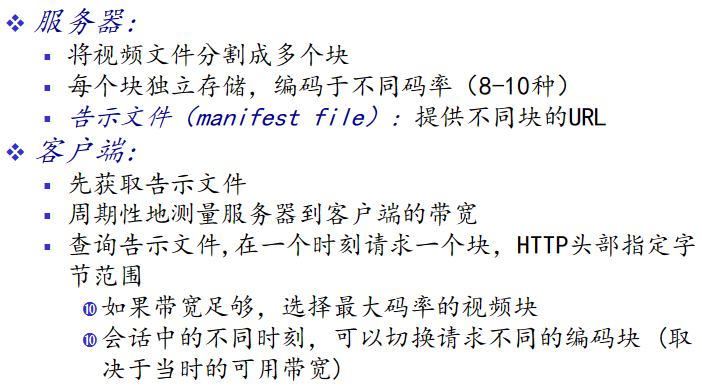 ❖ 服务器:
▪ 将视频文件分割成多个块
▪ 每个块独立存储，编码于不同码率（8-10种）
▪ 告示文件（manifest file）: 提供不同块的URL
❖ 客户端:
▪ 先获取告示文件
▪ 周期性地测量服务器到客户端的带宽
▪ 查询告示文件,在一个时刻请求一个块，HTTP头部指定字
节范围
❿ 如果带宽足够，选择最大码率的视频块
❿ 会话中的不同时刻，可以切换请求不同的编码块 (取
决于当时的可用带宽)